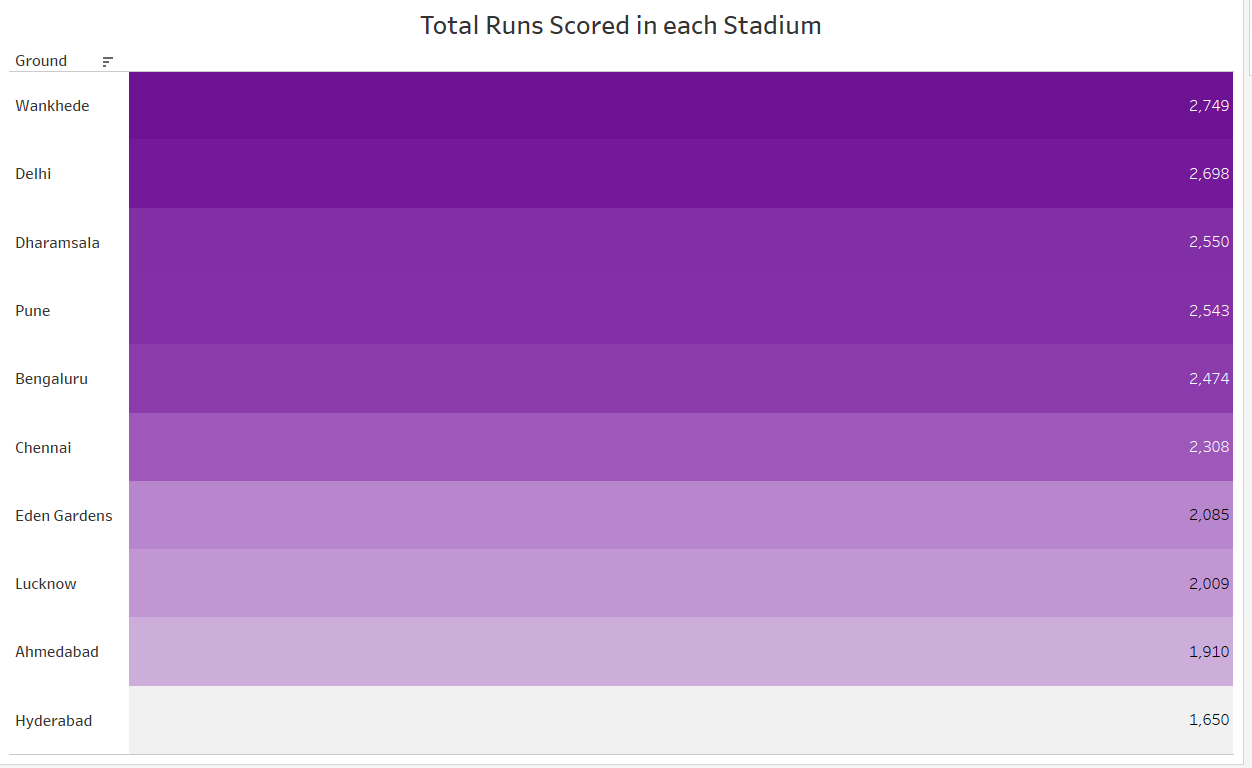 Total Runs Scored in each Stadium
Ground
Wankhede 2,749
Delhi 2,698
Dharamsala 2,550
Pune 2,543
Bengaluru 2,474
Chennai 2,308
Eden Gardens 2,085
Lucknow 2,009
Ahmedabad 1,910
Hyderabad 1,650